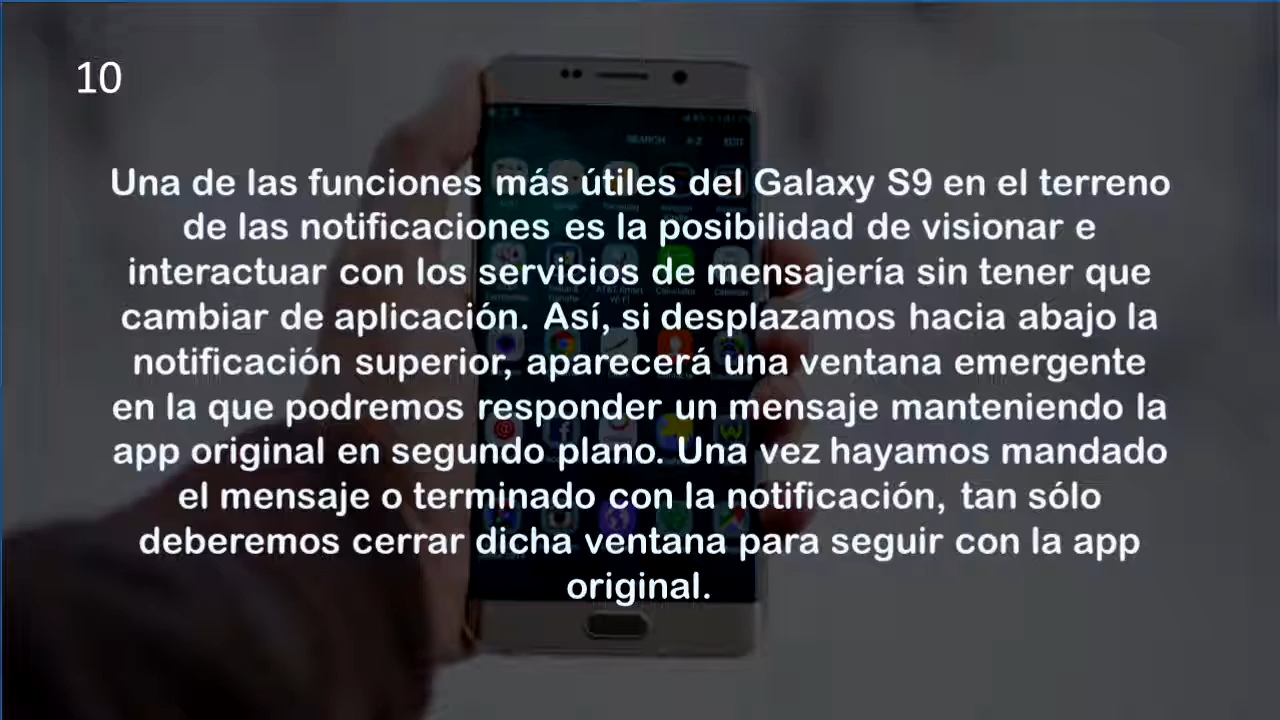 10
Una de las funciones más útiles del Galaxy S9 en el terreno
de las notificaciones es la posibilidad de visionar e
interactuar con los servicios de mensajería sin tener que
cambiar de aplicación. Así, si desplazamos hacia abajo la
notificación superior, aparecerá una ventana emergente
en la que podremos responder un mensaje manteniendo la
app original en segundo plano. Una vez hayamos mandado
el mensaje o terminado con la notificación, tan sólo
deberemos cerrar dicha ventana para seguir con la app
original.
SEARCH A-Z EDIT